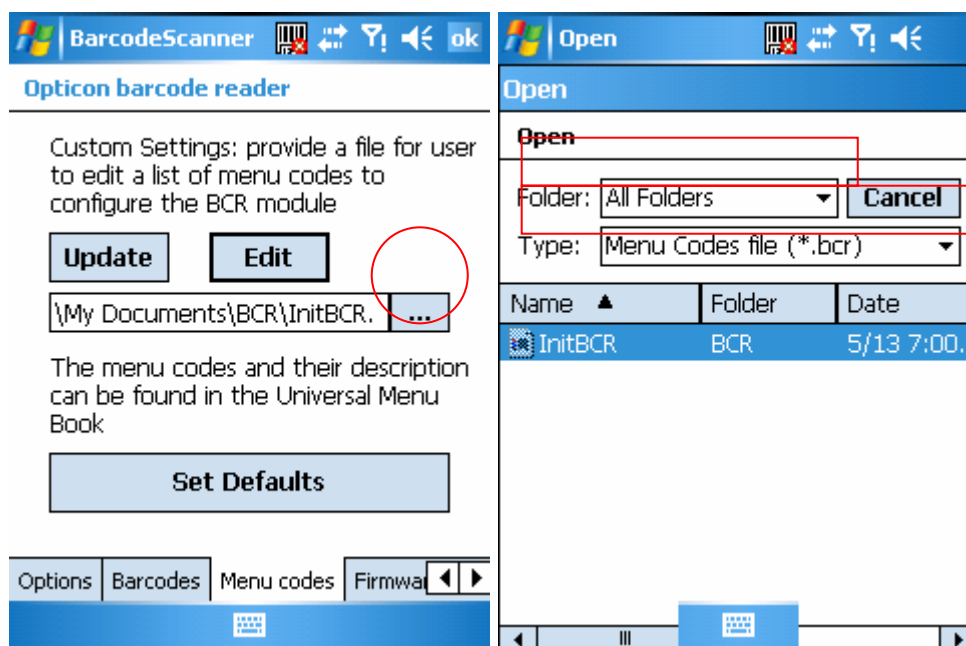 BarcodeScanner ok
Opticon barcode reader
Custom Settings: provide a file for user
to edit a list of menu codes to
configure the BCR module
Update Edit
\My Documents\BCR\InitBCR. ...
The menu codes and their description
can be found in the Universal Menu
Book
Set Defaults
Options Barcodes Menu codes Firmwa
Open
Open
Open
Folder: All Folders Cancel
Type: Menu Codes file (*.bcr)
Name Folder Date
InitBCR BCR 5/13 7:00.